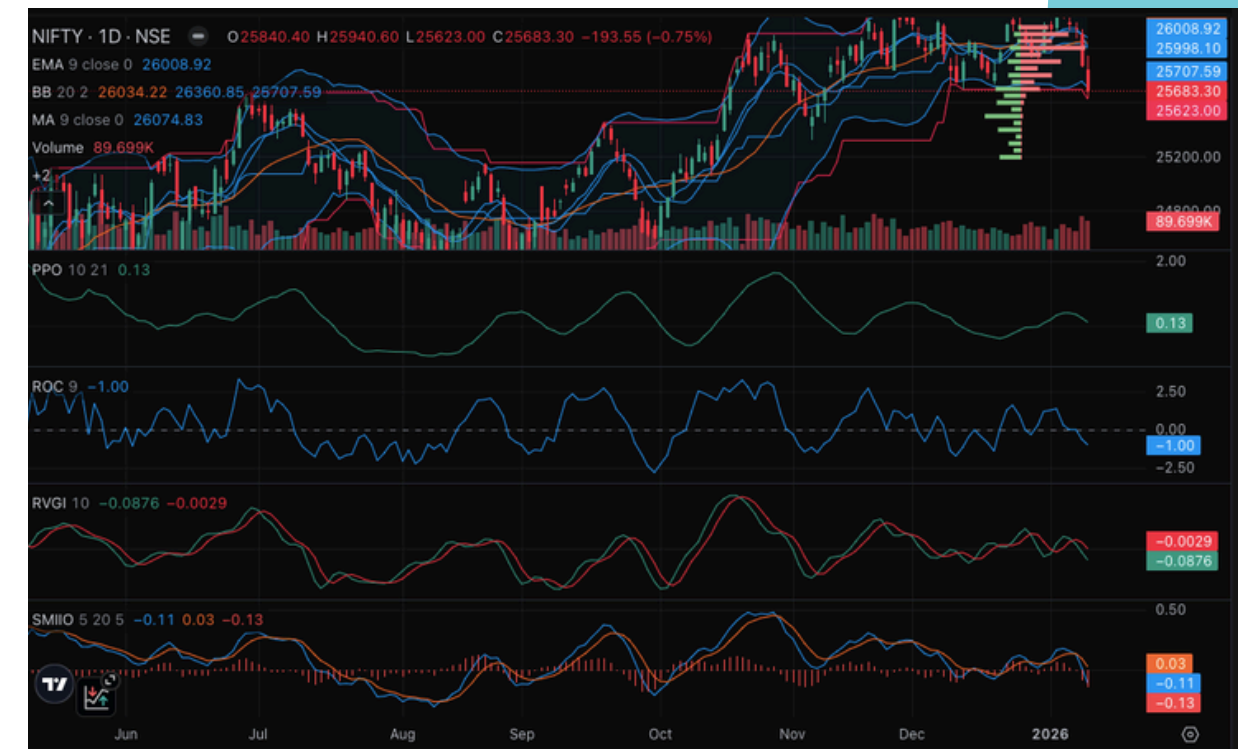 NIFTY · 1D · NSE O25840.40 H25940.60 L25623.00 C25683.30 −193.55 (−0.75%)
EMA 9 close 0 26008.92
BB 20 2 26034.22 26360.85 25707.59
MA 9 close 0 26074.83
Volume 89.699K
+2
26008.92
25998.10
25707.59
25683.30
25623.00
25200.00
24800.00
89.699K
PPO 10 21 0.13
2.00
0.13
ROC 9 −1.00
2.50
0.00
−1.00
−2.50
RVGI 10 −0.0876 −0.0029
−0.0029
−0.0876
SMIIO 5 20 5 −0.11 0.03 −0.13
0.50
0.03
−0.11
−0.13
Jun Jul Aug Sep Oct Nov Dec 2026